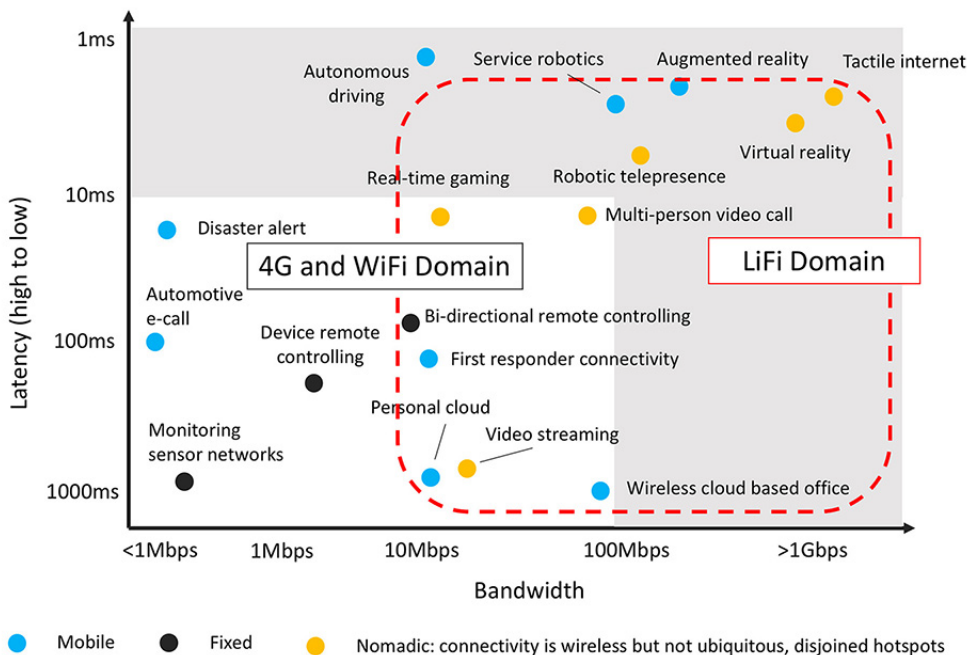 1ms
Autonomous
driving
Service robotics
Augmented reality
Tactile internet
Virtual reality
Robotic telepresence
Real-time gaming
10ms
Multi-person video call
Disaster alert
4G and WiFi Domain
LiFi Domain
Automotive
e-call
Bi-directional remote controlling
Device remote
controlling
100ms
First responder connectivity
Personal cloud
Video streaming
Monitoring
sensor networks
1000ms
Wireless cloud based office
Latency (high to low)
<1Mbps
1Mbps
10Mbps
100Mbps
>1Gbps
Bandwidth
Mobile
Fixed
Nomadic: connectivity is wireless but not ubiquitous, disjoined hotspots